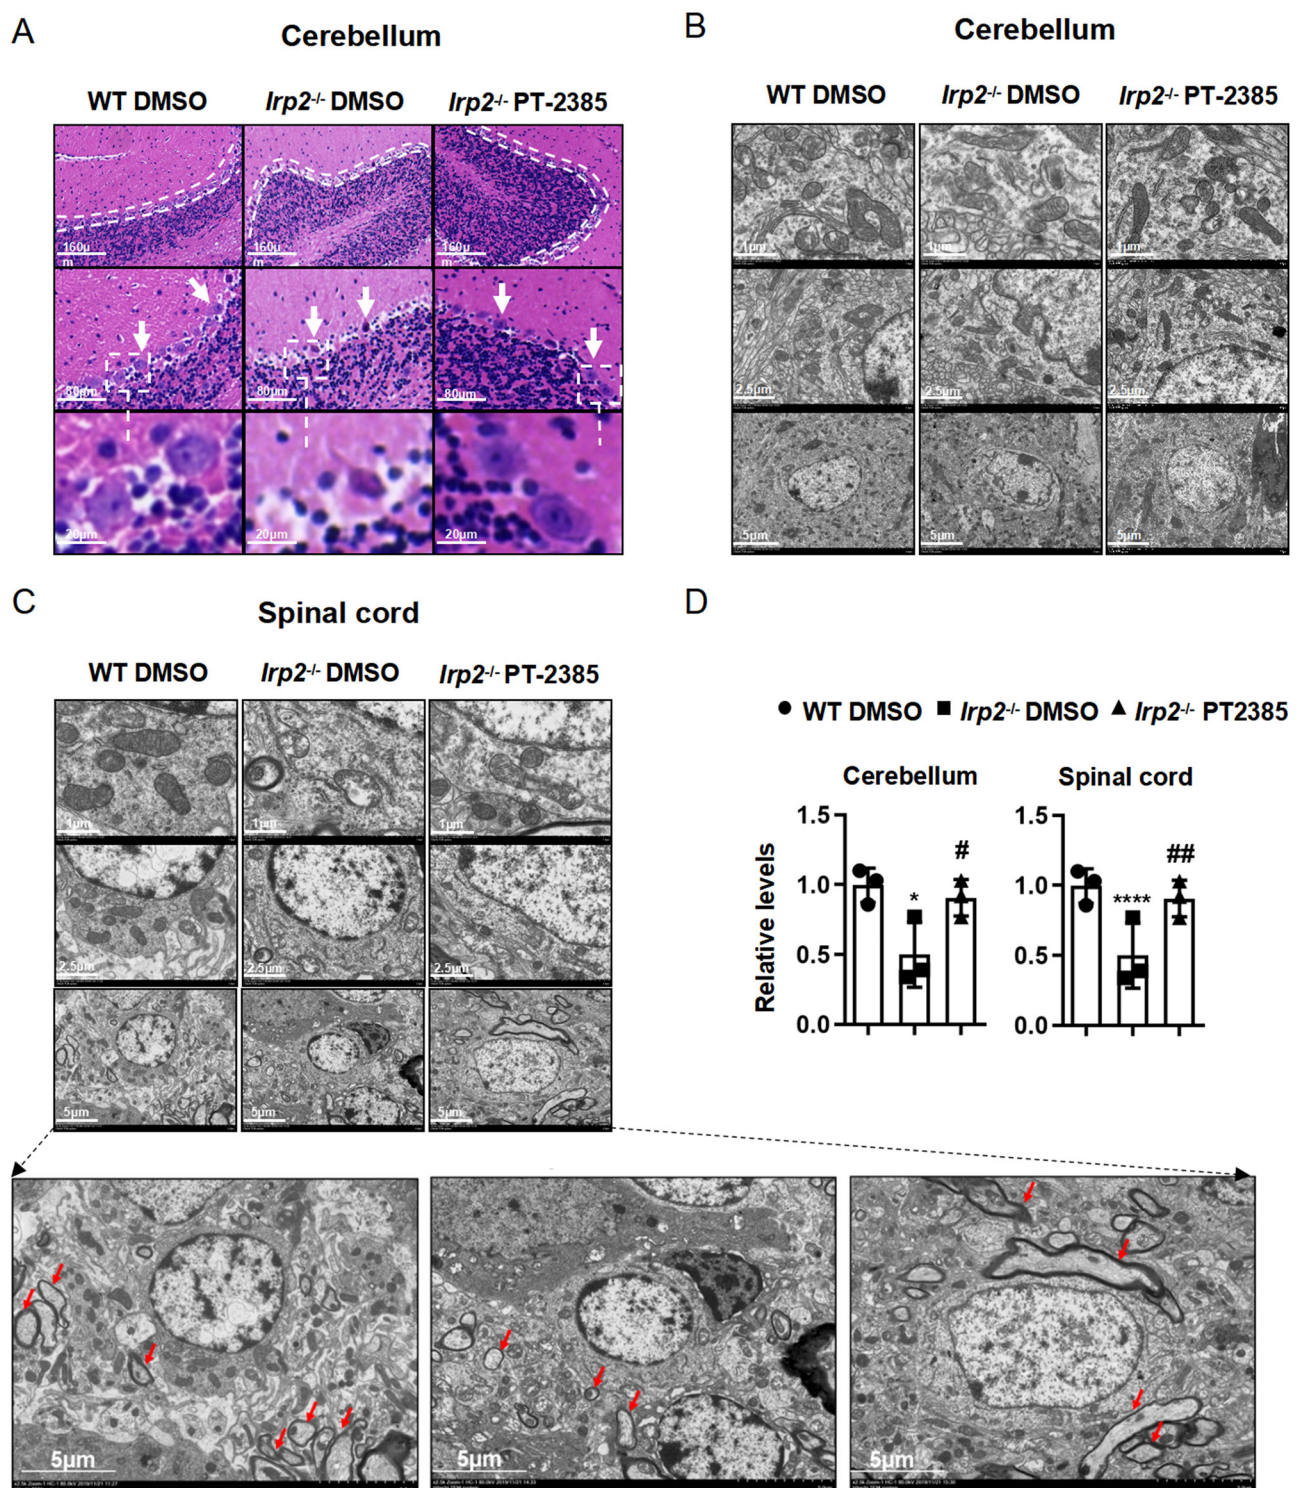 A
Cerebellum
WT DMSO
Irp2-/- DMSO
Irp2-/- PT-2385
160μ
m
160μ
m
160μ
m
80μm
80μm
80μm
20μm
20μm
20μm
B
Cerebellum
WT DMSO
Irp2-/- DMSO
Irp2-/- PT-2385
1μm
1μm
1μm
2.5μm
2.5μm
2.5μm
5μm
5μm
5μm
C
Spinal cord
WT DMSO
Irp2-/- DMSO
Irp2-/- PT-2385
1μm
1μm
1μm
2.5μm
2.5μm
2.5μm
5μm
5μm
5μm
5μm
5μm
5μm
D
WT DMSO Irp2-/- DMSO Irp2-/- PT2385
Cerebellum
Relative levels
1.5
1.0
0.5
0.0
*
#
Spinal cord
1.5
1.0
0.5
0.0
****
##